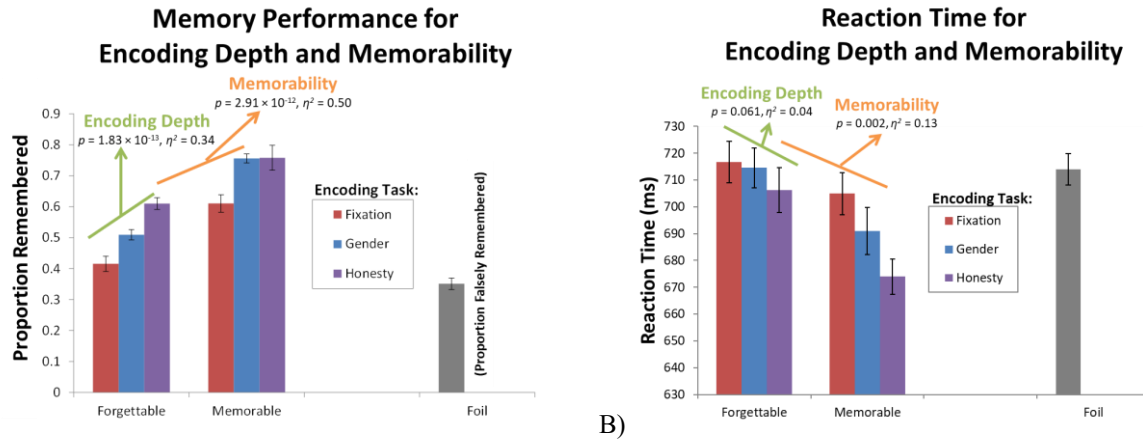 Memory Performance for
Encoding Depth and Memorability
Memorability
p = 2.91 × 10⁻¹², η² = 0.50
Encoding Depth
p = 1.83 × 10⁻¹³, η² = 0.34
Proportion Remembered
0.9
0.8
0.7
0.6
0.5
0.4
0.3
0.2
0.1
0
Encoding Task:
Fixation
Gender
Honesty
(Proportion Falsely Remembered)
Forgettable
Memorable
Foil
B)
Reaction Time for
Encoding Depth and Memorability
Encoding Depth
p = 0.061, η² = 0.04
Memorability
p = 0.002, η² = 0.13
Reaction Time (ms)
730
720
710
700
690
680
670
660
650
640
630
Encoding Task:
Fixation
Gender
Honesty
Forgettable
Memorable
Foil